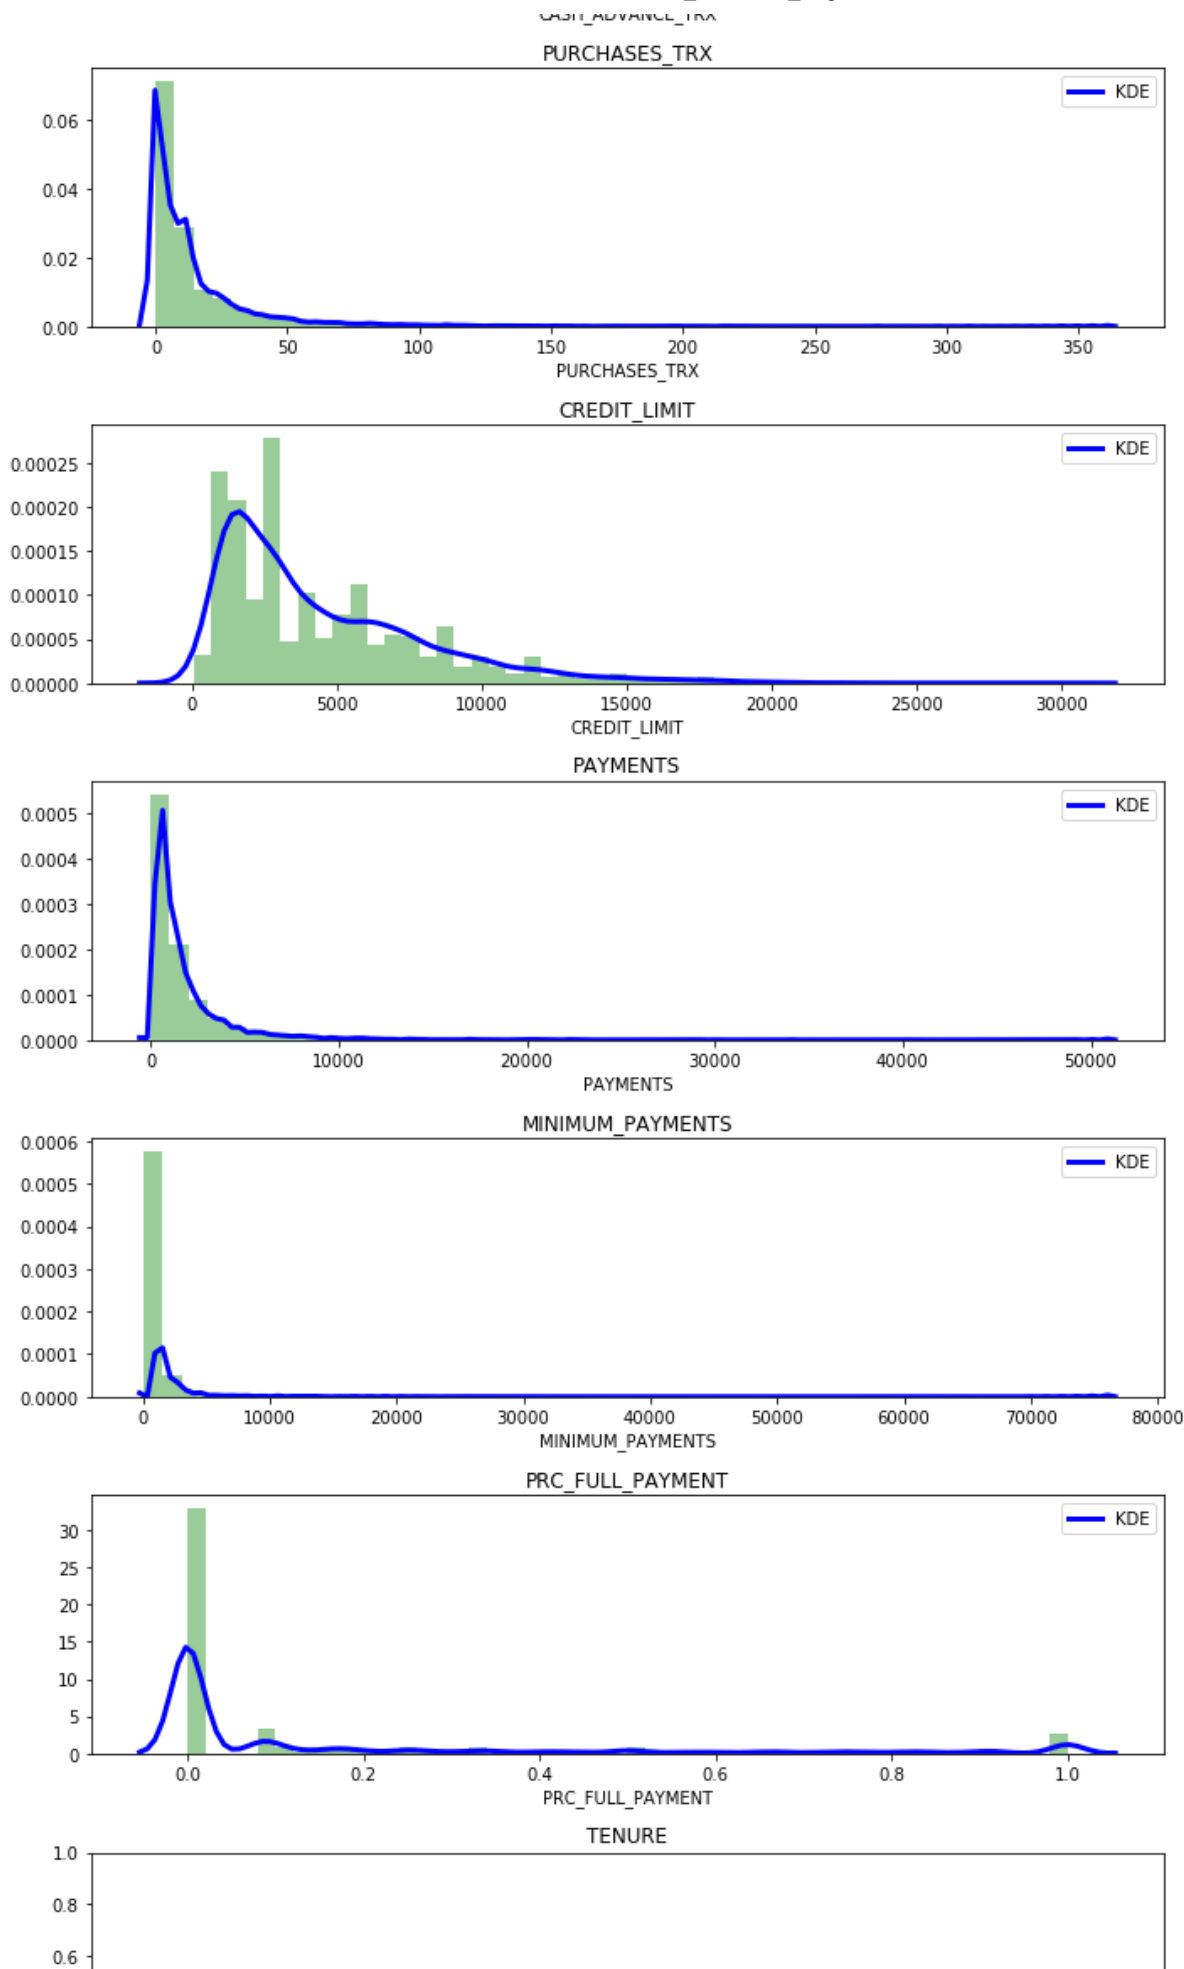 CASH_ADVANCE_TRX
PURCHASES_TRX
KDE
0.06
0.04
0.02
0.00
0 50 100 150 200 250 300 350
PURCHASES_TRX
CREDIT_LIMIT
KDE
0.00025
0.00020
0.00015
0.00010
0.00005
0.00000
0 5000 10000 15000 20000 25000 30000
CREDIT_LIMIT
PAYMENTS
KDE
0.0005
0.0004
0.0003
0.0002
0.0001
0.0000
0 10000 20000 30000 40000 50000
PAYMENTS
MINIMUM_PAYMENTS
KDE
0.0006
0.0005
0.0004
0.0003
0.0002
0.0001
0.0000
0 10000 20000 30000 40000 50000 60000 70000 80000
MINIMUM_PAYMENTS
PRC_FULL_PAYMENT
KDE
30
25
20
15
10
5
0
0.0 0.2 0.4 0.6 0.8 1.0
PRC_FULL_PAYMENT
TENURE
1.0
0.8
0.6